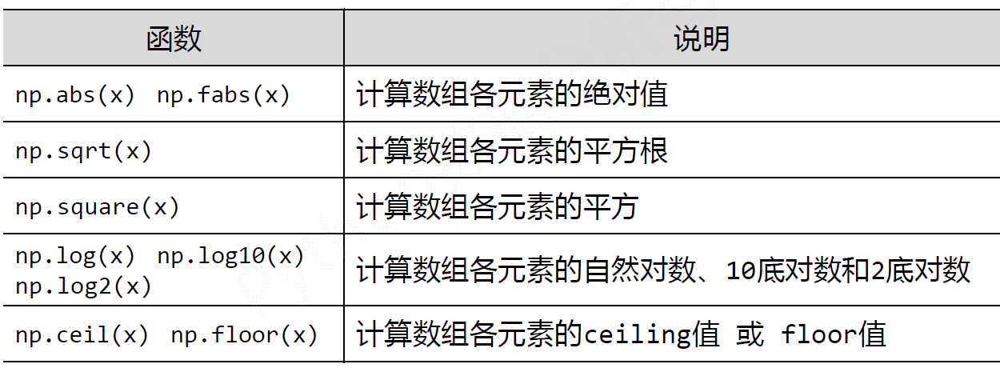 函数 说明
np.abs(x) np.fabs(x) 计算数组各元素的绝对值
np.sqrt(x) 计算数组各元素的平方根
np.square(x) 计算数组各元素的平方
np.log(x) np.log10(x)
np.log2(x)
计算数组各元素的自然对数、10底对数和2底对数
np.ceil(x) np.floor(x) 计算数组各元素的ceiling值 或 floor值